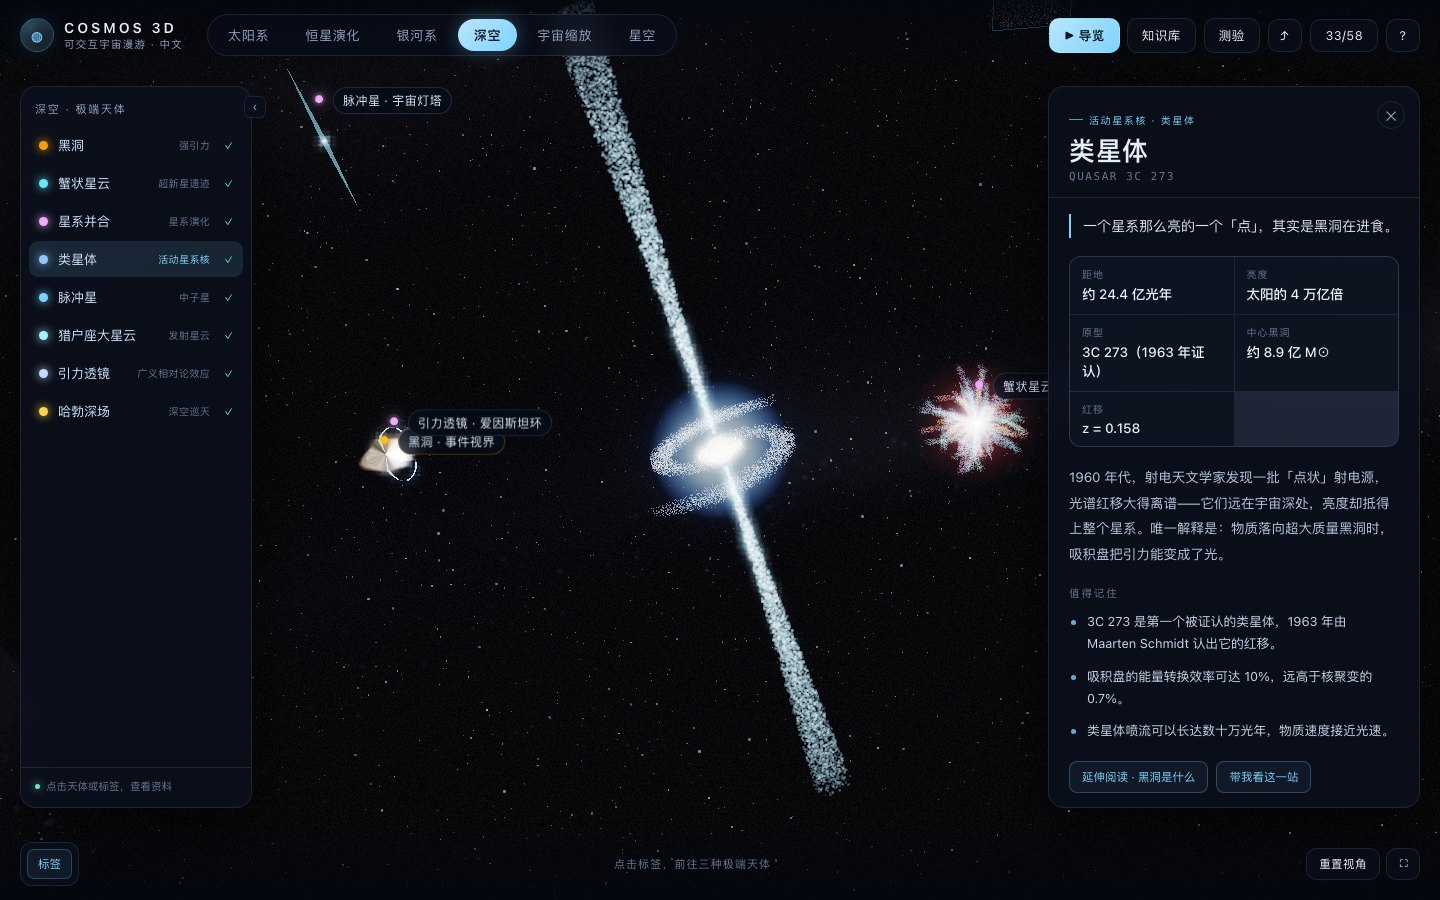 COSMOS 3D
可交互宇宙漫游 · 中文
太阳系
恒星演化
银河系
深空
宇宙缩放
星空
▶ 导览
知识库
测验
↑
33/58
?
深空 · 极端天体
‹
黑洞 强引力 ✓
蟹状星云 超新星遗迹 ✓
星系并合 星系演化 ✓
类星体 活动星系核 ✓
脉冲星 中子星 ✓
猎户座大星云 发射星云 ✓
引力透镜 广义相对论效应 ✓
哈勃深场 深空巡天 ✓
点击天体或标签，查看资料
标签
脉冲星 · 宇宙灯塔
引力透镜 · 爱因斯坦环
黑洞 · 事件视界
蟹状星云
点击标签，前往三种极端天体
活动星系核 · 类星体
类星体
QUASAR 3C 273
一个星系那么亮的一个「点」，其实是黑洞在进食。
距地
约 24.4 亿光年
亮度
太阳的 4 万亿倍
原型
3C 273（1963 年证
认）
中心黑洞
约 8.9 亿 M☉
红移
z = 0.158
1960 年代，射电天文学家发现一批「点状」射电源，
光谱红移大得离谱——它们远在宇宙深处，亮度却抵得
上整个星系。唯一解释是：物质落向超大质量黑洞时，
吸积盘把引力能变成了光。
值得记住
3C 273 是第一个被证认的类星体，1963 年由
Maarten Schmidt 认出它的红移。
吸积盘的能量转换效率可达 10%，远高于核聚变的
0.7%。
类星体喷流可以长达数十万光年，物质速度接近光速。
延伸阅读 · 黑洞是什么
带我看这一站
重置视角